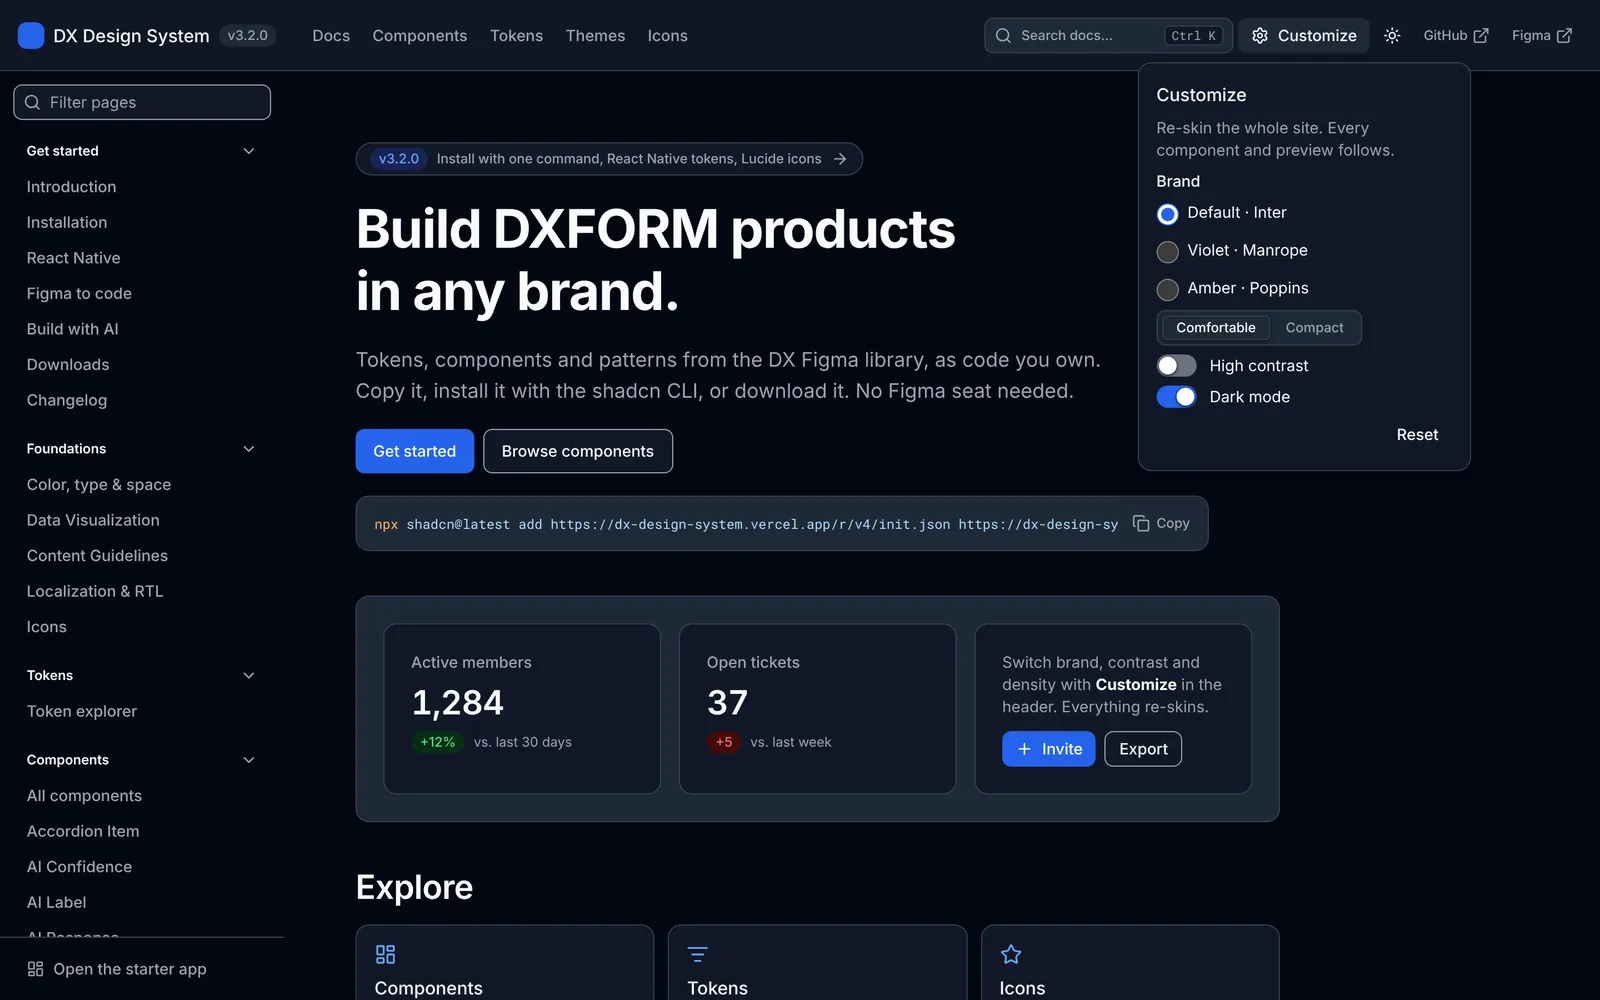 DX Design System v3.2.0 Docs Components Tokens Themes Icons Search docs... Ctrl K Customize GitHub Figma
Filter pages
Get started
Introduction
Installation
React Native
Figma to code
Build with AI
Downloads
Changelog
Foundations
Color, type & space
Data Visualization
Content Guidelines
Localization & RTL
Icons
Tokens
Token explorer
Components
All components
Accordion Item
AI Confidence
AI Label
AI Response
Open the starter app
v3.2.0 Install with one command, React Native tokens, Lucide icons
Build DXFORM products
in any brand.
Tokens, components and patterns from the DX Figma library, as code you own.
Copy it, install it with the shadcn CLI, or download it. No Figma seat needed.
Get started Browse components
npx shadcn@latest add https://dx-design-system.vercel.app/r/v4/init.json https://dx-design-sy Copy
Active members
1,284
+12% vs. last 30 days
Open tickets
37
+5 vs. last week
Switch brand, contrast and
density with Customize in the
header. Everything re-skins.
Invite Export
Explore
Components
Tokens
Icons
Customize
Re-skin the whole site. Every
component and preview follows.
Brand
Default · Inter
Violet · Manrope
Amber · Poppins
Comfortable Compact
High contrast
Dark mode
Reset